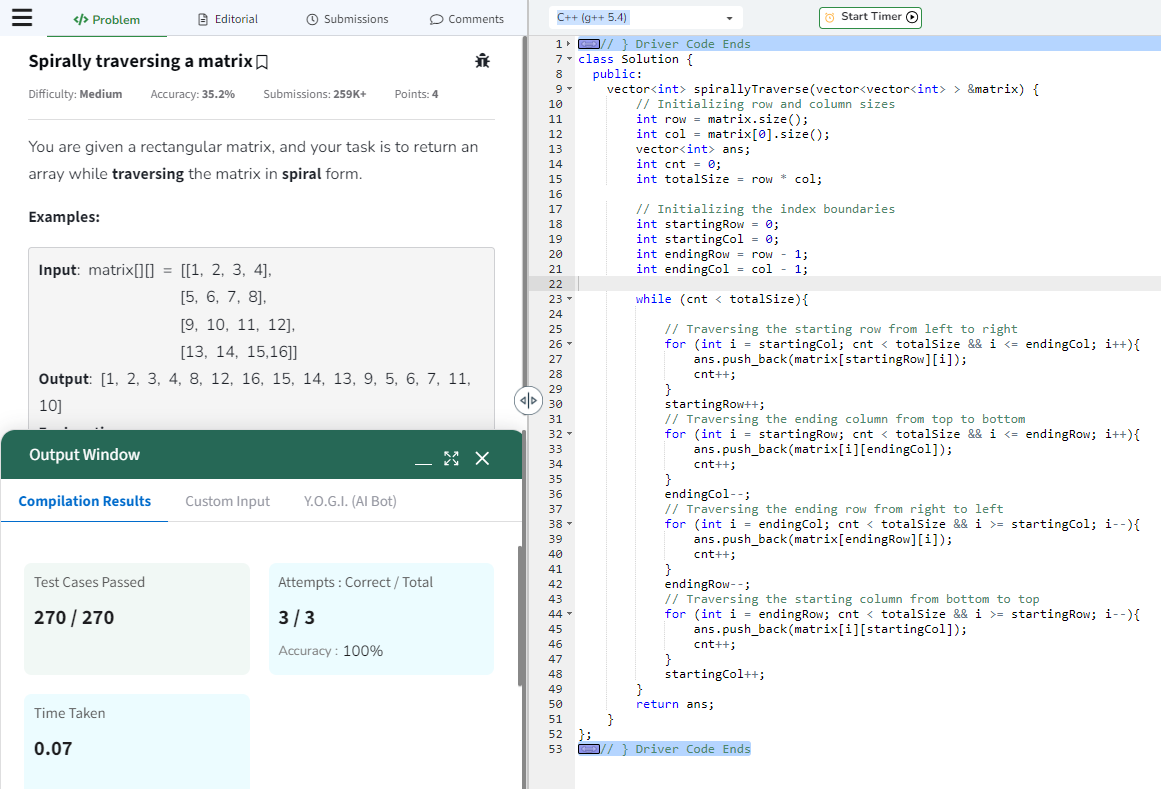 Problem
Editorial
Submissions
Comments
Spirally traversing a matrix
Difficulty: Medium Accuracy: 35.2% Submissions: 259K+ Points: 4
You are given a rectangular matrix, and your task is to return an
array while traversing the matrix in spiral form.
Examples:
Input: matrix[][] = [[1, 2, 3, 4],
[5, 6, 7, 8],
[9, 10, 11, 12],
[13, 14, 15,16]]
Output: [1, 2, 3, 4, 8, 12, 16, 15, 14, 13, 9, 5, 6, 7, 11,
10]
Output Window
Compilation Results
Custom Input
Y.O.G.I. (AI Bot)
Test Cases Passed
270 / 270
Attempts : Correct / Total
3 / 3
Accuracy : 100%
Time Taken
0.07
C++ (g++ 5.4)
Start Timer
1 // } Driver Code Ends
7 class Solution {
8 public:
9 vector<int> spirallyTraverse(vector<vector<int> > &matrix) {
10 // Initializing row and column sizes
11 int row = matrix.size();
12 int col = matrix[0].size();
13 vector<int> ans;
14 int cnt = 0;
15 int totalSize = row * col;
16
17 // Initializing the index boundaries
18 int startingRow = 0;
19 int startingCol = 0;
20 int endingRow = row - 1;
21 int endingCol = col - 1;
22
23 while (cnt < totalSize){
24
25 // Traversing the starting row from left to right
26 for (int i = startingCol; cnt < totalSize && i <= endingCol; i++){
27 ans.push_back(matrix[startingRow][i]);
28 cnt++;
29 }
30 startingRow++;
31 // Traversing the ending column from top to bottom
32 for (int i = startingRow; cnt < totalSize && i <= endingRow; i++){
33 ans.push_back(matrix[i][endingCol]);
34 cnt++;
35 }
36 endingCol--;
37 // Traversing the ending row from right to left
38 for (int i = endingCol; cnt < totalSize && i >= startingCol; i--){
39 ans.push_back(matrix[endingRow][i]);
40 cnt++;
41 }
42 endingRow--;
43 // Traversing the starting column from bottom to top
44 for (int i = endingRow; cnt < totalSize && i >= startingRow; i--){
45 ans.push_back(matrix[i][startingCol]);
46 cnt++;
47 }
48 startingCol++;
49 }
50 return ans;
51 }
52 };
53 // } Driver Code Ends